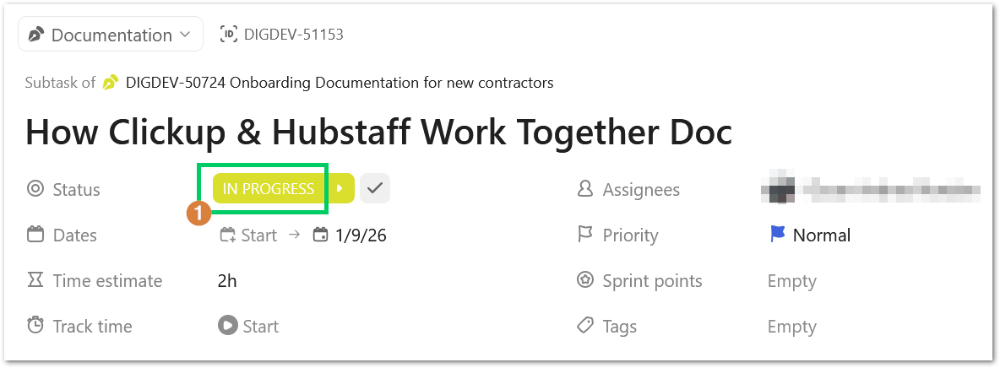 Documentation
ID DIGDEV-51153
Subtask of DIGDEV-50724 Onboarding Documentation for new contractors
How Clickup & Hubstaff Work Together Doc
Status IN PROGRESS Assignees
1
Dates Start → 1/9/26 Priority Normal
Time estimate 2h Sprint points Empty
Track time Start Tags Empty